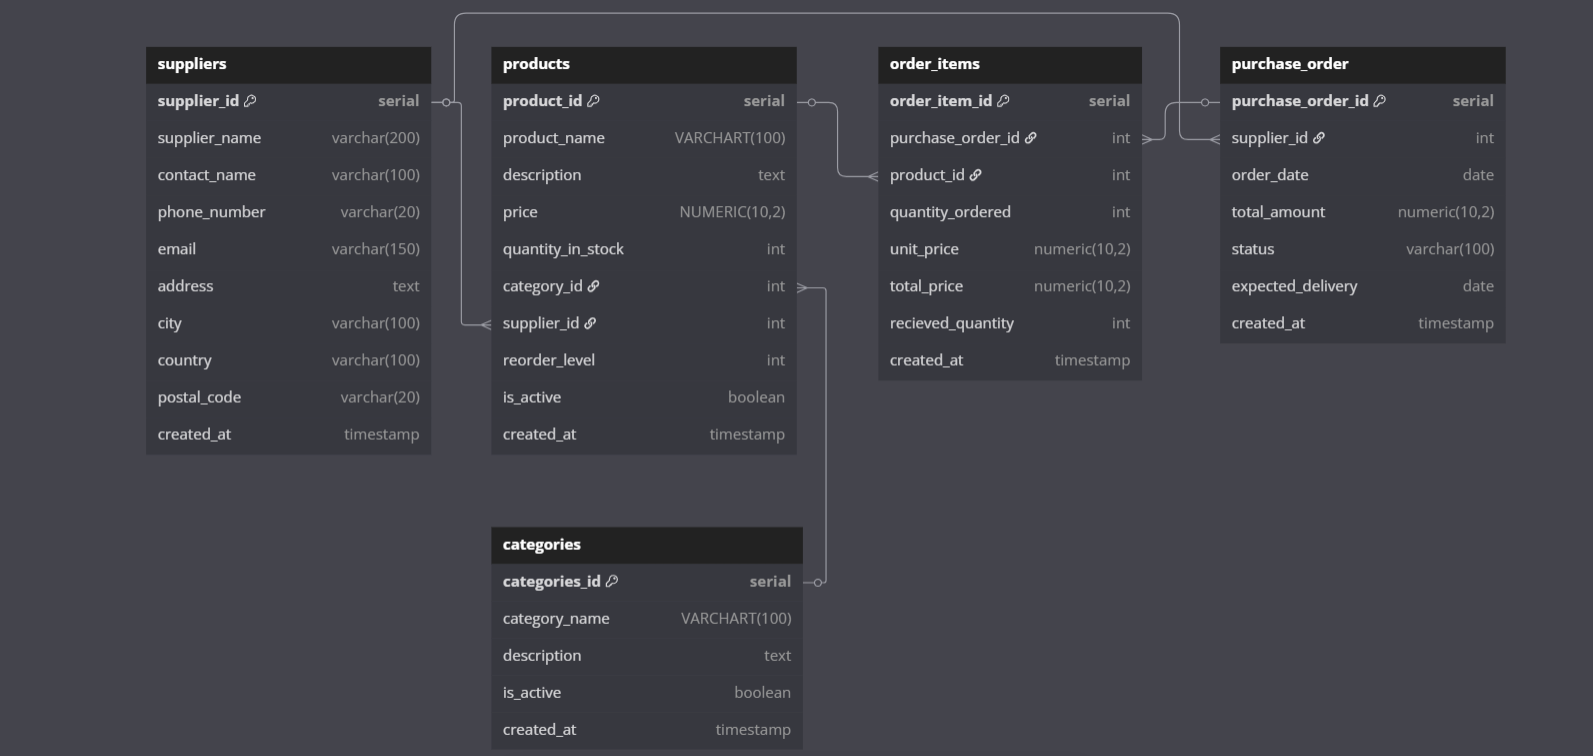 suppliers
supplier_id serial
supplier_name varchar(200)
contact_name varchar(100)
phone_number varchar(20)
email varchar(150)
address text
city varchar(100)
country varchar(100)
postal_code varchar(20)
created_at timestamp
products
product_id serial
product_name VARCHART(100)
description text
price NUMERIC(10,2)
quantity_in_stock int
category_id int
supplier_id int
reorder_level int
is_active boolean
created_at timestamp
order_items
order_item_id serial
purchase_order_id int
product_id int
quantity_ordered int
unit_price numeric(10,2)
total_price numeric(10,2)
recieved_quantity int
created_at timestamp
purchase_order
purchase_order_id serial
supplier_id int
order_date date
total_amount numeric(10,2)
status varchar(100)
expected_delivery date
created_at timestamp
categories
categories_id serial
category_name VARCHART(100)
description text
is_active boolean
created_at timestamp